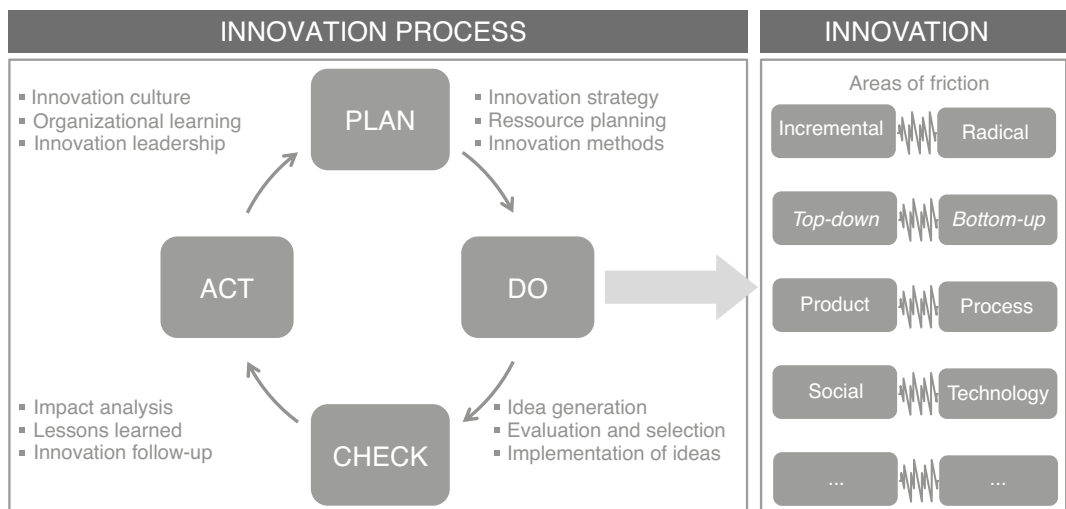 INNOVATION PROCESS
▪ Innovation culture
▪ Organizational learning
▪ Innovation leadership
PLAN
▪ Innovation strategy
▪ Ressource planning
▪ Innovation methods
ACT
DO
▪ Impact analysis
▪ Lessons learned
▪ Innovation follow-up
CHECK
▪ Idea generation
▪ Evaluation and selection
▪ Implementation of ideas
INNOVATION
Areas of friction
Incremental Radical
Top-down Bottom-up
Product Process
Social Technology
... ...